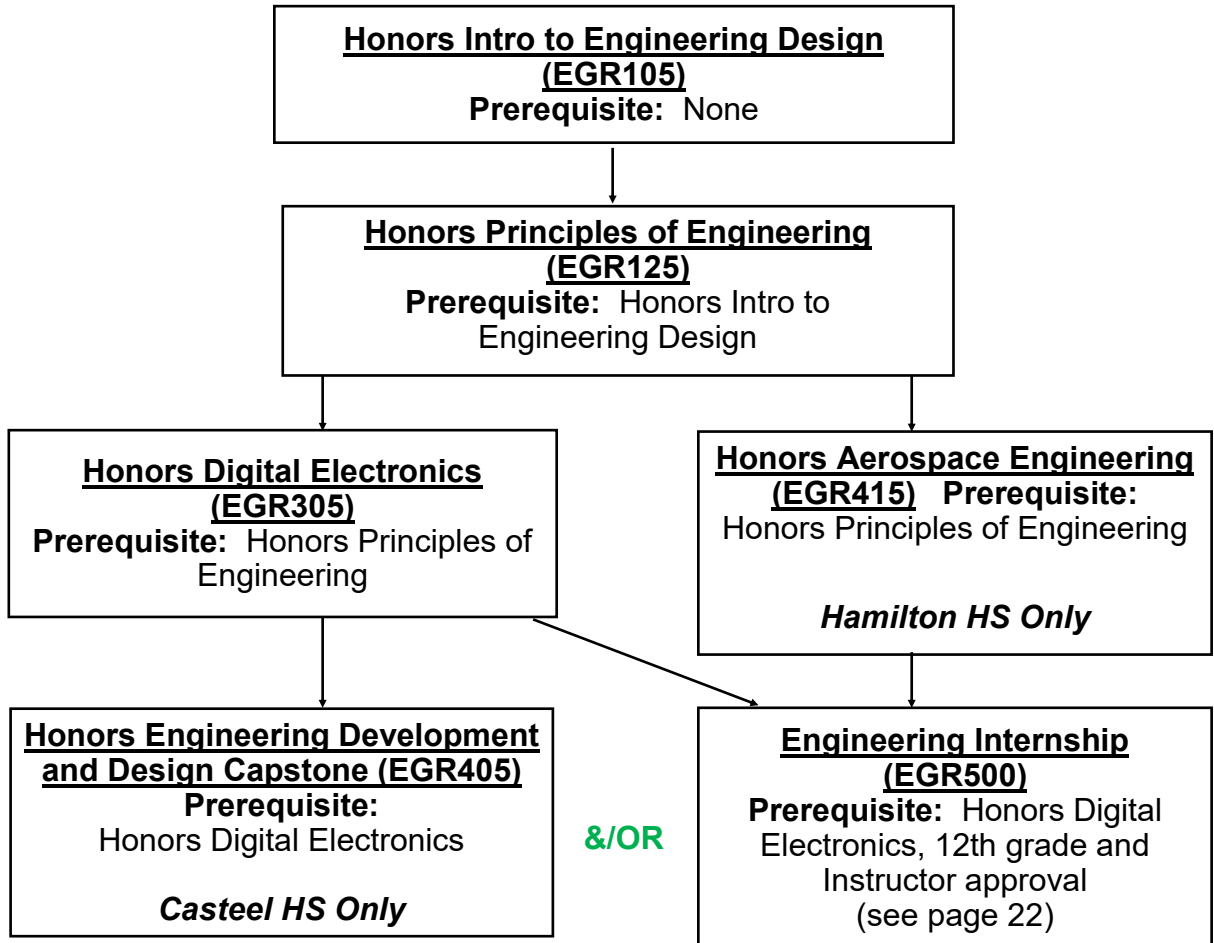 Honors Intro to Engineering Design
(EGR105)
Prerequisite: None
Honors Principles of Engineering
(EGR125)
Prerequisite: Honors Intro to
Engineering Design
Honors Digital Electronics
(EGR305)
Prerequisite: Honors Principles of
Engineering
Honors Aerospace Engineering
(EGR415) Prerequisite:
Honors Principles of Engineering
Hamilton HS Only
Honors Engineering Development
and Design Capstone (EGR405)
Prerequisite:
Honors Digital Electronics
Casteel HS Only
&/OR
Engineering Internship
(EGR500)
Prerequisite: Honors Digital
Electronics, 12th grade and
Instructor approval
(see page 22)